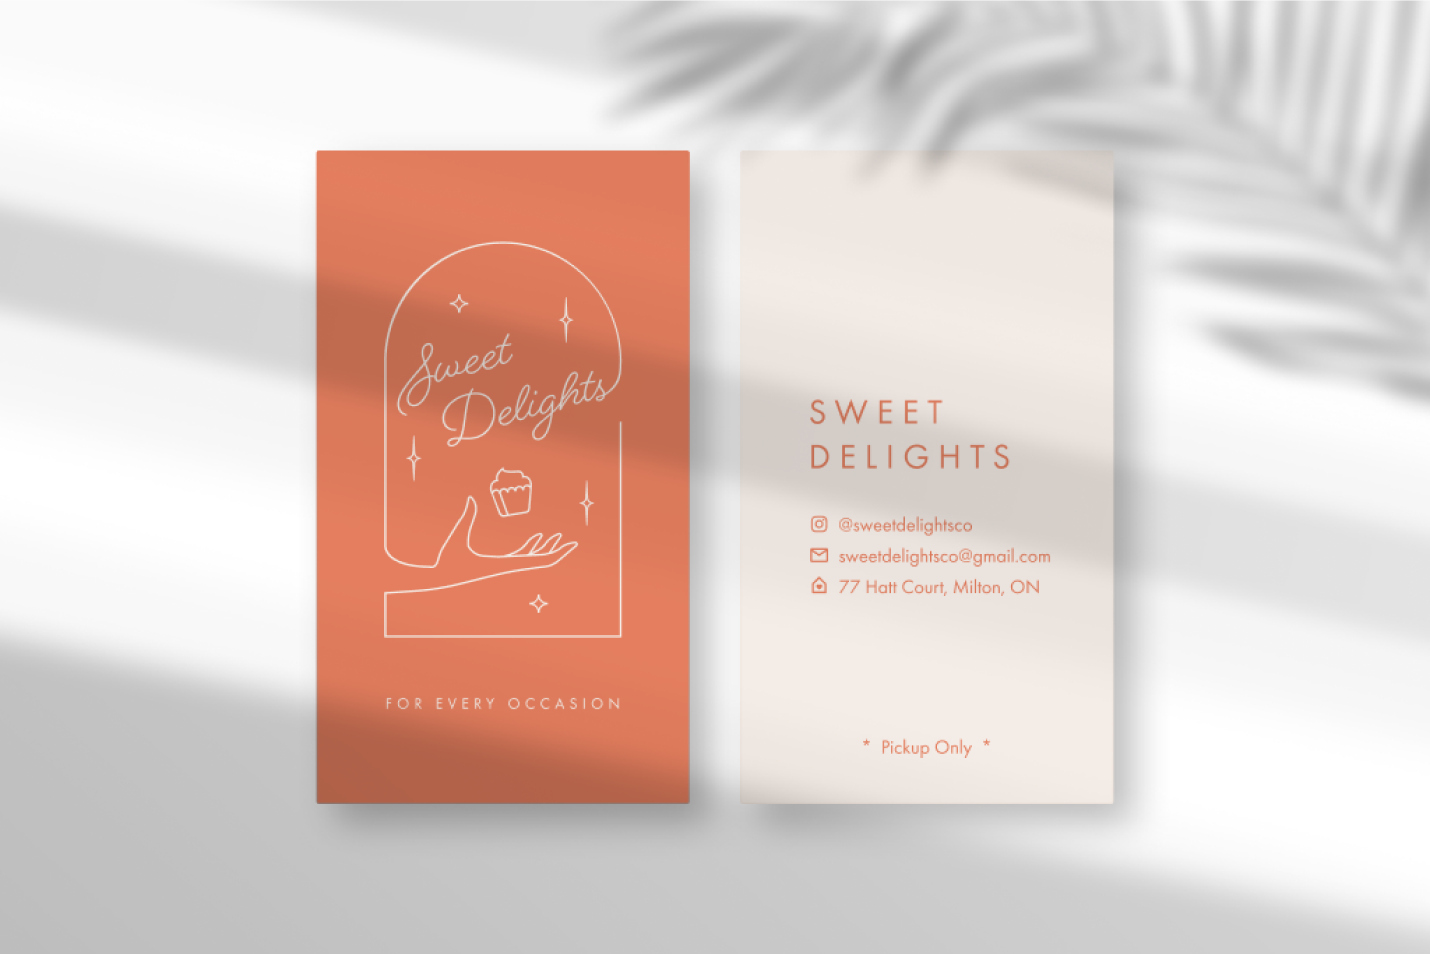 Sweet
Delights
FOR EVERY OCCASION
SWEET
DELIGHTS
@sweetdelightsco
sweetdelightsco@gmail.com
77 Hatt Court, Milton, ON
* Pickup Only *